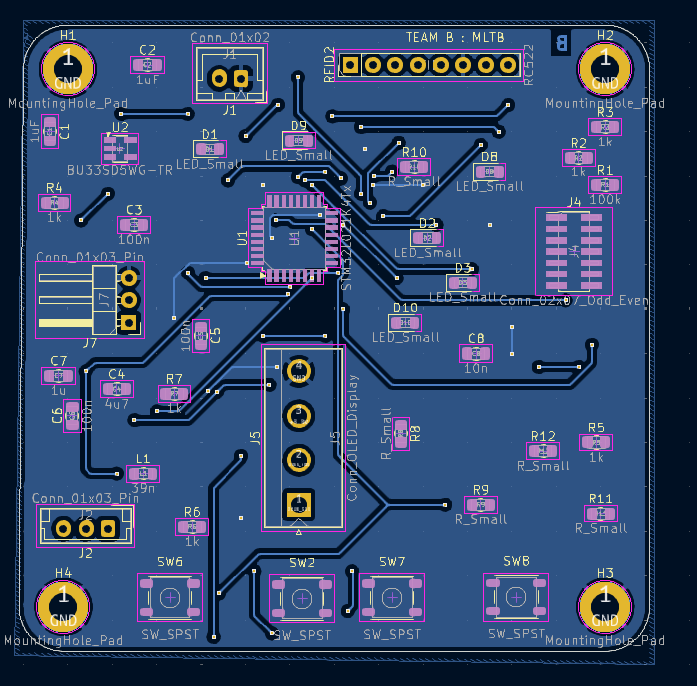 H1
1
GND
MountingHole_Pad
C2
1uF
Conn_01x02
J1
J1
TEAM B : MLTB
RFID2
RC522
B
H2
1
GND
MountingHole_Pad
1uF
C1
U2
BU33SD5WG-TR
D1
LED_Small
D9
LED_Small
R10
R_Small
D8
LED_Small
R3
1k
R2
1k
R1
100k
R4
1k
C3
100n
U1
U1
D2
LED_Small
D3
LED_Small
J4
J4
Conn_01x03_Pin
J7
J7
100n
C5
D10
LED_Small
C8
10n
C7
1u
C4
4u7
C6
100n
R7
1k
J5
4
3
2
1
J5
Conn_OLED_Display
R_Small
R8
R12
R_Small
R5
1k
L1
39n
Conn_01x03_Pin
J2
J2
R6
1k
R9
R_Small
R11
R_Small
H4
1
GND
MountingHole_Pad
SW6
SW_SPST
SW2
SW_SPST
SW7
SW_SPST
SW8
SW_SPST
H3
1
GND
MountingHole_Pad